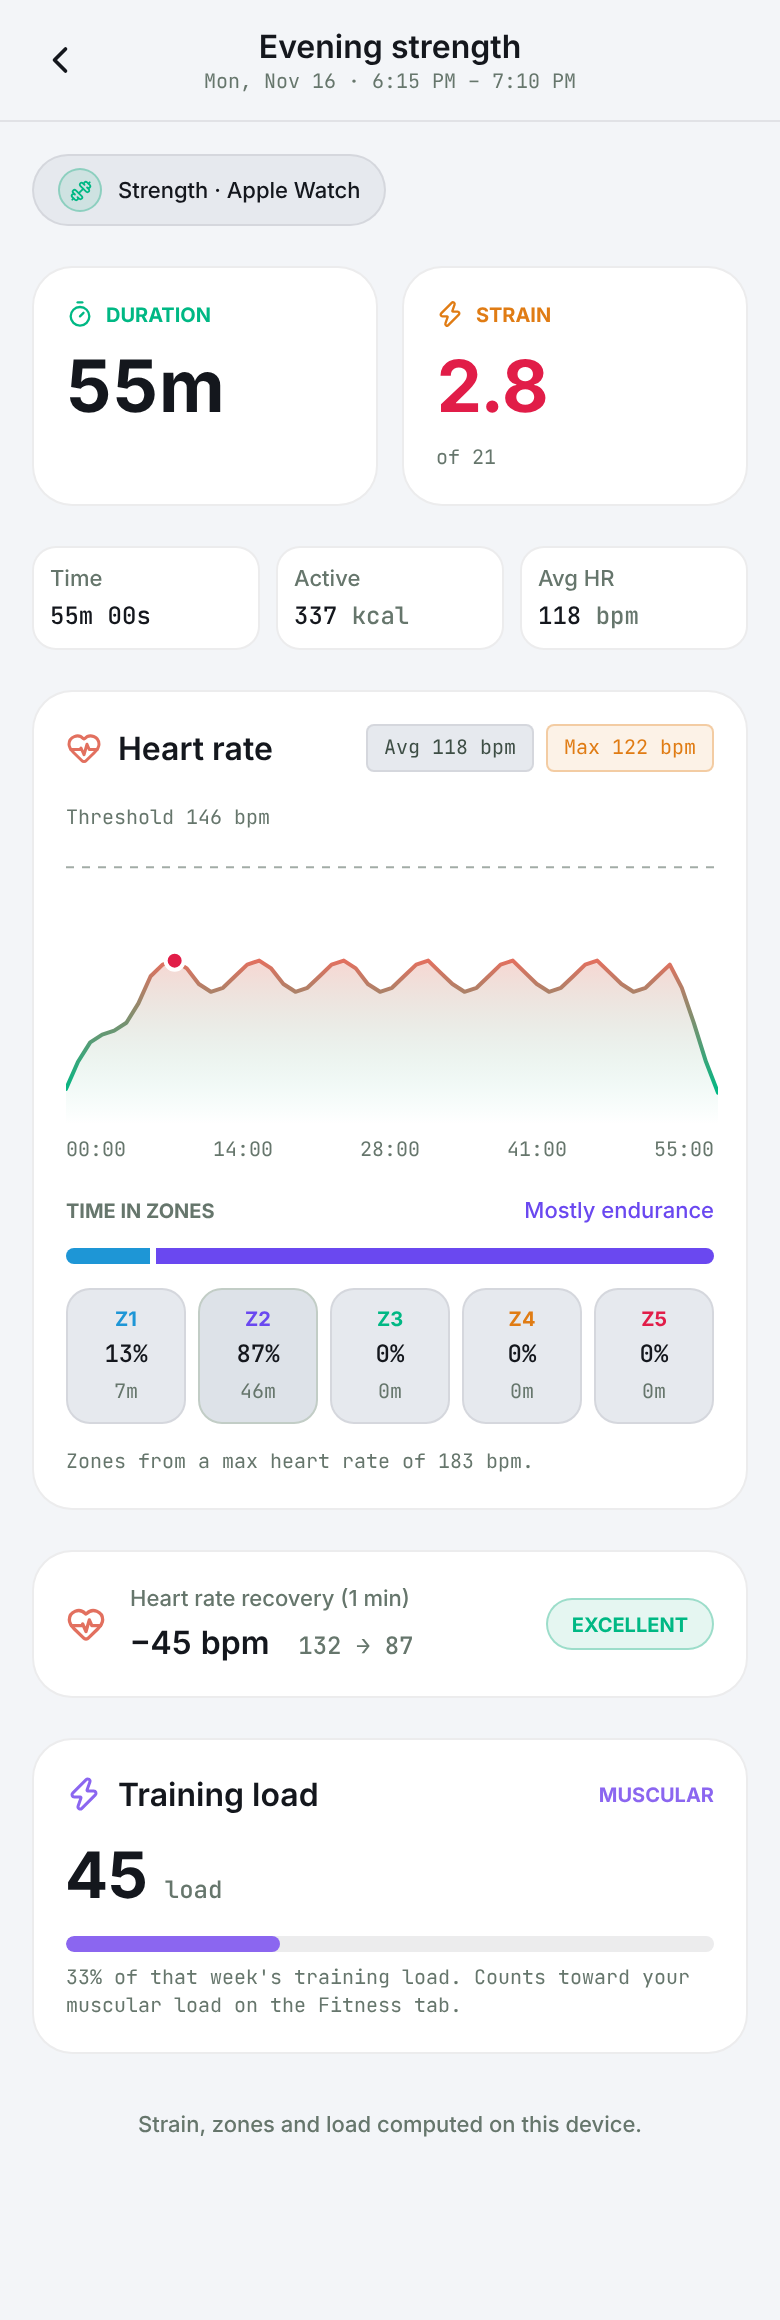 Evening strength
Mon, Nov 16 · 6:15 PM – 7:10 PM
Strength · Apple Watch
DURATION
55m
STRAIN
2.8
of 21
Time
55m 00s
Active
337 kcal
Avg HR
118 bpm
Heart rate
Avg 118 bpm
Max 122 bpm
Threshold 146 bpm
00:00 14:00 28:00 41:00 55:00
TIME IN ZONES
Mostly endurance
Z1
13%
7m
Z2
87%
46m
Z3
0%
0m
Z4
0%
0m
Z5
0%
0m
Zones from a max heart rate of 183 bpm.
Heart rate recovery (1 min)
−45 bpm 132 → 87
EXCELLENT
Training load
MUSCULAR
45 load
33% of that week's training load. Counts toward your
muscular load on the Fitness tab.
Strain, zones and load computed on this device.